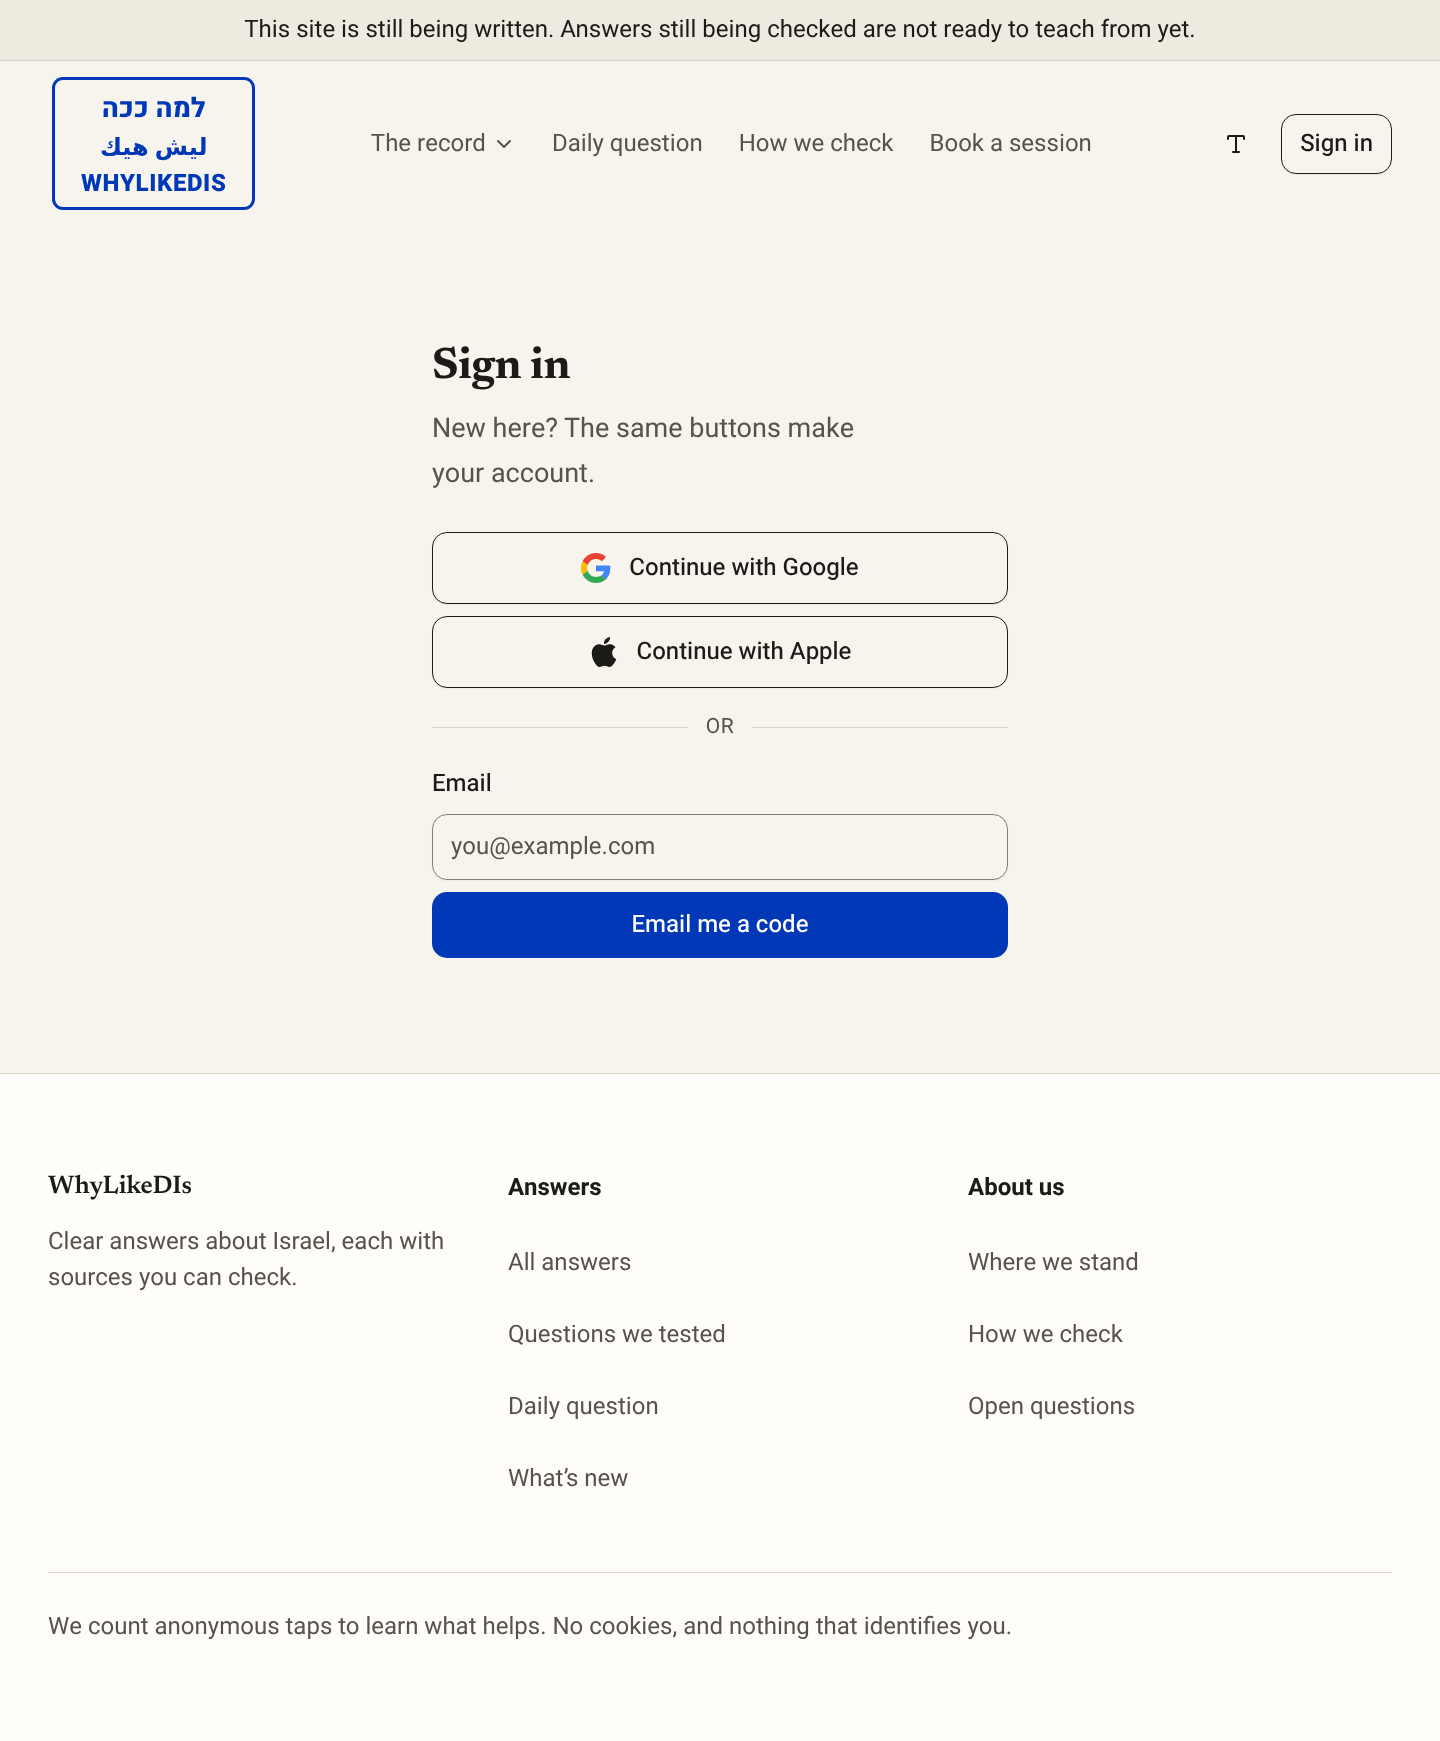 This site is still being written. Answers still being checked are not ready to teach from yet.
למה ככה
ليش هيك
WHYLIKEDIS
The record
Daily question
How we check
Book a session
Sign in
Sign in
New here? The same buttons make
your account.
Continue with Google
Continue with Apple
OR
Email
you@example.com
Email me a code
WhyLikeDIs
Clear answers about Israel, each with
sources you can check.
Answers
All answers
Questions we tested
Daily question
What’s new
About us
Where we stand
How we check
Open questions
We count anonymous taps to learn what helps. No cookies, and nothing that identifies you.